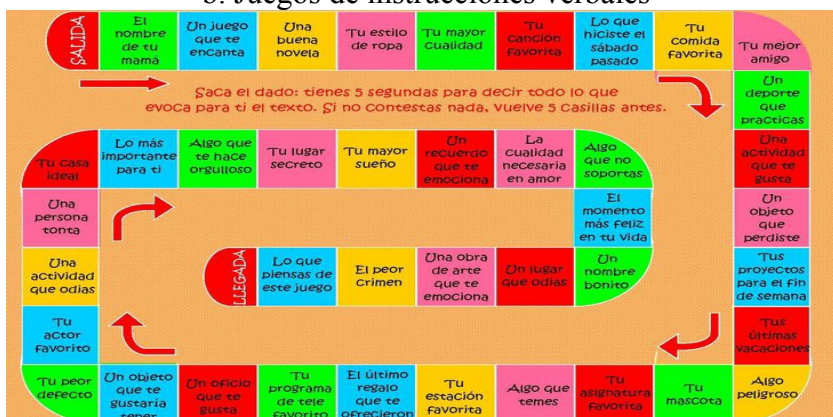 3. Juegos de instrucciones verbales
SALIDA
El
nombre
de tu
mamá
Un juego
que te
encanta
Una
buena
novela
Tu estilo
de ropa
Tu mayor
cualidad
Tu
canción
favorita
Lo que
hiciste el
sábado
pasado
Tu
comida
favorita
Tu mejor
amigo
Un
deporte
que
practicas
Una
actividad
que te
gusta
Un
objeto
que
perdiste
Tus
proyectos
para el fin
de semana
Tus
últimas
vacaciones
Algo
peligroso
Tu
mascota
Tu
asignatura
favorita
Algo que
temes
Tu
estación
favorita
El último
regalo
que te
ofrecieron
Tu
programa
de tele
favorito
Un oficio
que te
gusta
Un objeto
que te
gustaría
tener
Tu peor
defecto
Tu
actor
favorito
Una
actividad
que odias
Una
persona
tonta
Tu casa
ideal
Lo más
importante
para ti
Algo que
te hace
orgulloso
Tu lugar
secreto
Tu mayor
sueño
Un
recuerdo
que te
emociona
La
cualidad
necesaria
en amor
Algo
que no
soportas
El
momento
más feliz
en tu vida
Un
nombre
bonito
Un lugar
que odias
Una obra
de arte
que te
emociona
El peor
crimen
Lo que
piensas de
este juego
LLEGADA
Saca el dado: tienes 5 segundas para decir todo lo que
evoca para ti el texto. Si no contestas nada, vuelve 5 casillas antes.